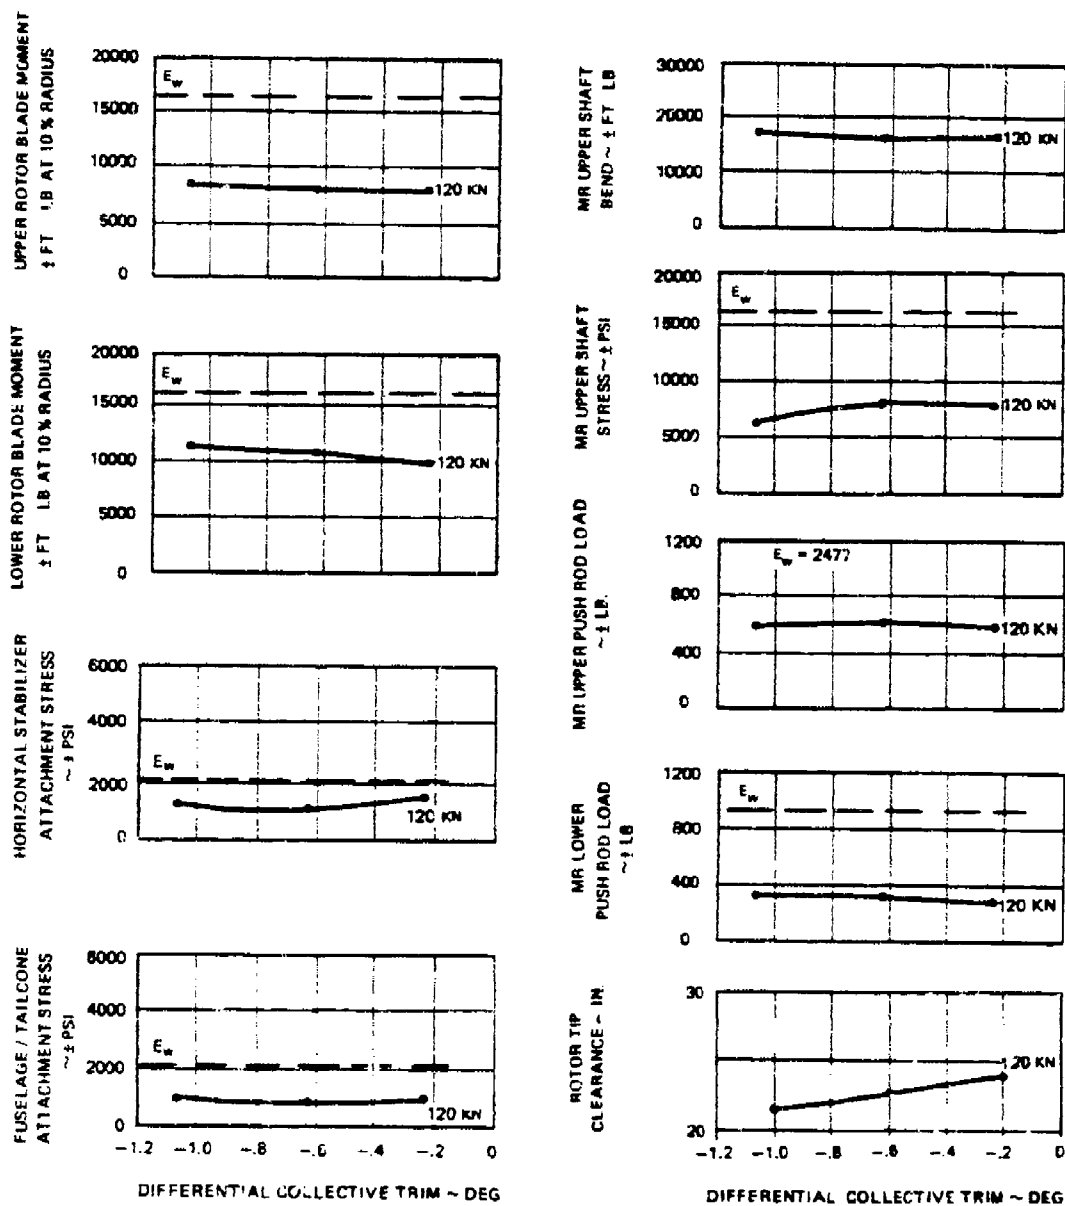 UPPER ROTOR BLADE MOMENT
± FT LB AT 10% RADIUS
20000
15000
10000
5000
0
Ew
120 KN
LOWER ROTOR BLADE MOMENT
± FT LB AT 10% RADIUS
20000
15000
10000
5000
0
Ew
120 KN
HORIZONTAL STABILIZER
ATTACHMENT STRESS
~ ± PSI
6000
4000
2000
0
Ew
120 KN
FUSELAGE / TAILCONE
ATTACHMENT STRESS
~ ± PSI
6000
4000
2000
0
Ew
120 KN
-1.2 -1.0 -.8 -.6 -.4 -.2 0
DIFFERENTIAL COLLECTIVE TRIM ~ DEG
MR UPPER SHAFT
BEND ~ ± FT LB
30000
20000
10000
0
120 KN
MR UPPER SHAFT
STRESS ~ ± PSI
20000
15000
10000
5000
0
Ew
120 KN
MR UPPER PUSH ROD LOAD
~ ± LB.
1200
800
400
0
Ew = 2477
120 KN
MR LOWER
PUSH ROD LOAD
~ ± LB
1200
800
400
0
Ew
120 KN
ROTOR TIP
CLEARANCE ~ IN
30
20
120 KN
-1.2 -1.0 -.8 -.6 -.4 -.2 0
DIFFERENTIAL COLLECTIVE TRIM ~ DEG